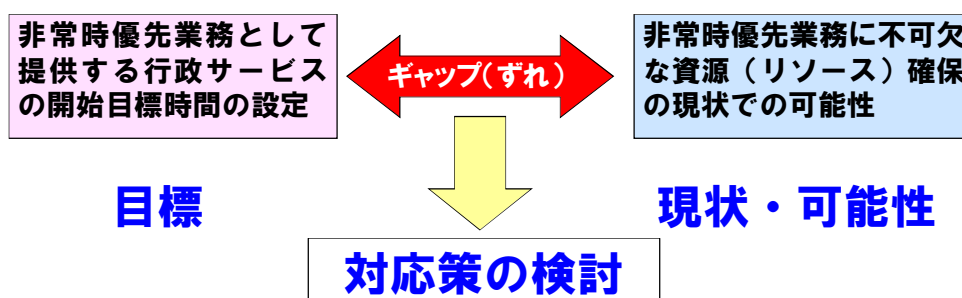 非常時優先業務として
提供する行政サービス
の開始目標時間の設定
ギャップ(ずれ)
非常時優先業務に不可欠
な資源（リソース）確保
の現状での可能性
目標
現状・可能性
対応策の検討